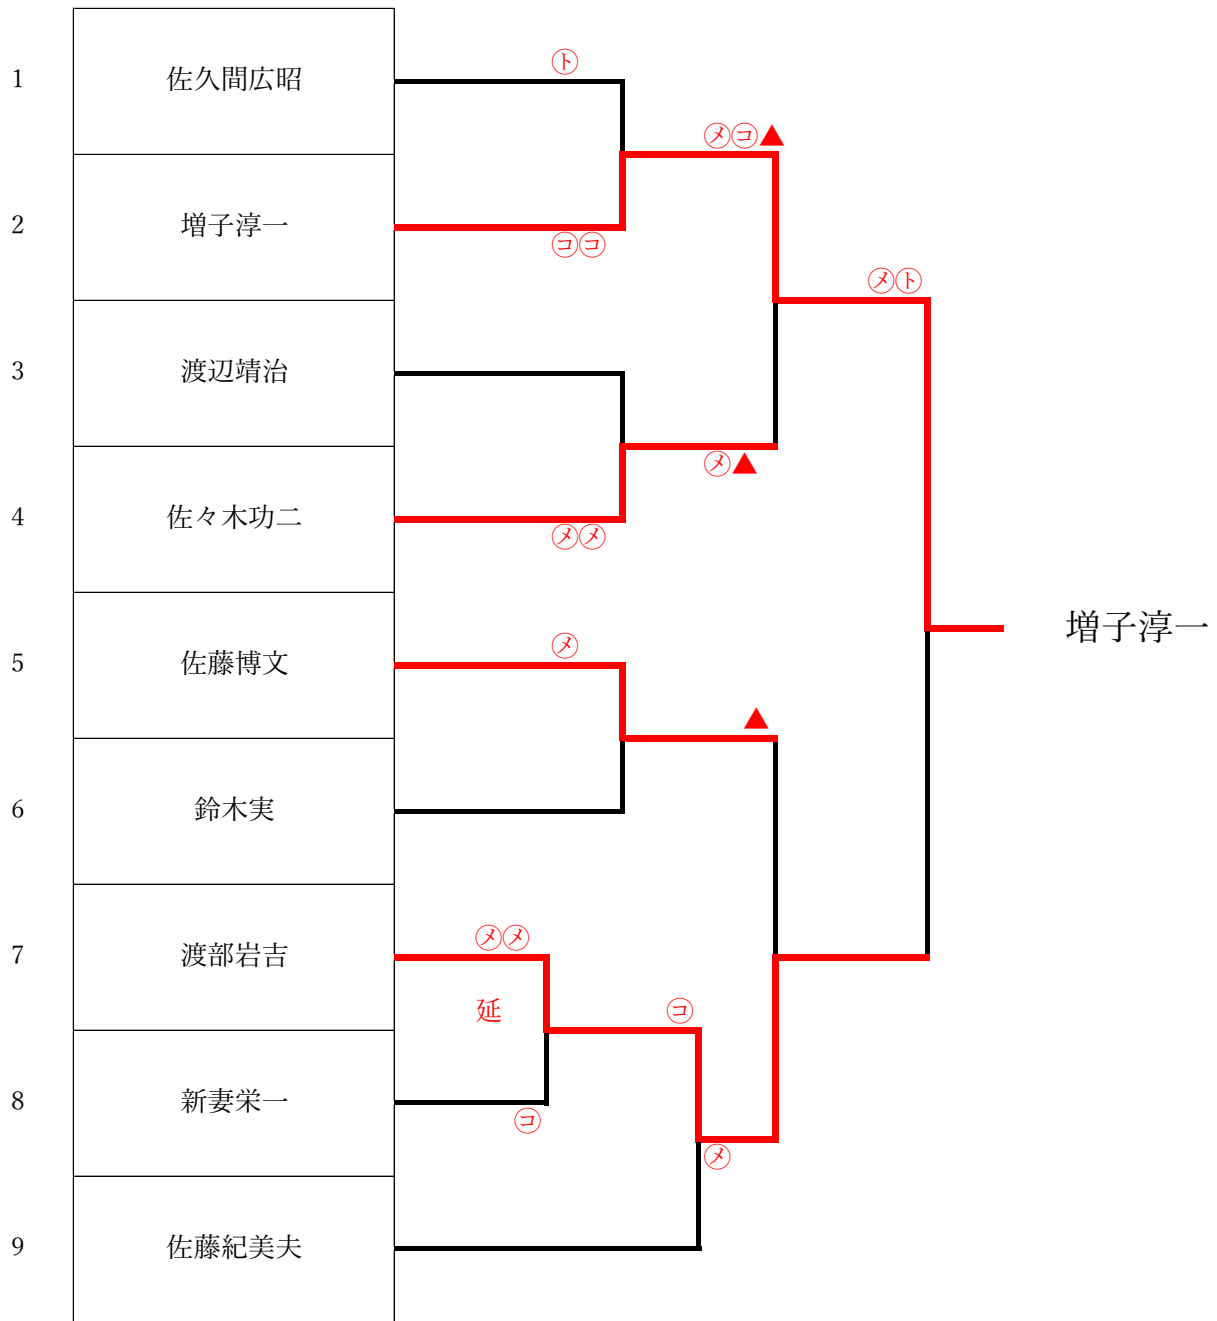 ㋣
1 佐久間広昭
㋱㋙▲
2 増子淳一
㋙㋙
㋱㋣
3 渡辺靖治
㋱▲
4 佐々木功二
㋱㋱
増子淳一
㋱
5 佐藤博文
▲
6 鈴木実
㋱㋱
7 渡部岩吉
延 ㋙
8 新妻栄一
㋙
㋱
9 佐藤紀美夫